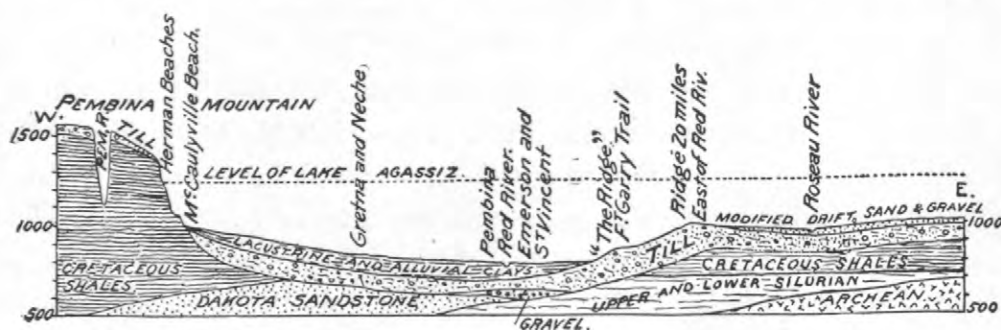 W. PEMBINA MOUNTAIN
PEM. R.
TILL
Herman Beaches
McCaulyville Beach.
Gretna and Neche
Pembina
Red River.
Emerson and
St Vincent
"The Ridge,"
Ft Garry Trail
Ridge 20 miles
East of Red Riv.
Roseau River
1500
LEVEL OF LAKE AGASSIZ.
E.
MODIFIED DRIFT, SAND & GRAVEL
1000
1000
LACUSTRINE AND ALLUVIAL CLAYS
TILL
CRETACEOUS
SHALES
CRETACEOUS SHALES
DAKOTA SANDSTONE
UPPER AND LOWER SILURIAN
ARCHEAN
500
500
GRAVEL.